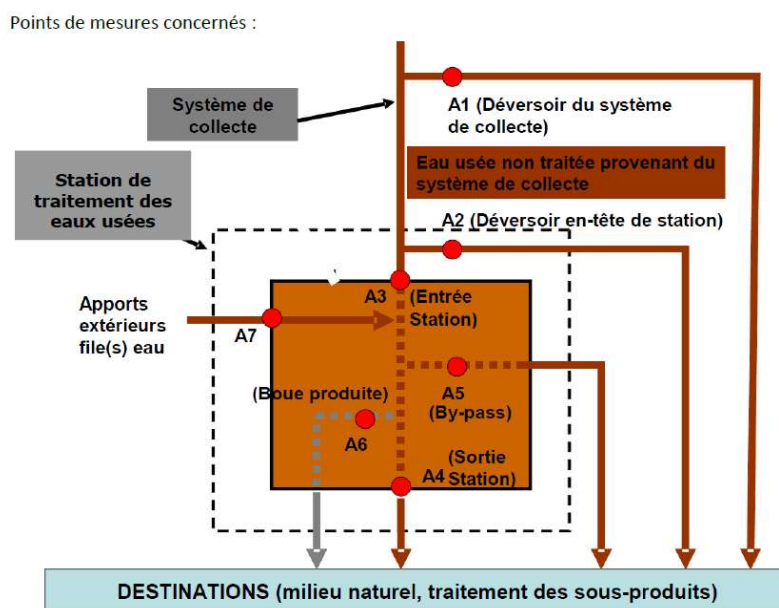 Points de mesures concernés :
Système de
collecte
A1 (Déversoir du système
de collecte)
Eau usée non traitée provenant du
système de collecte
Station de
traitement des
eaux usées
A2 (Déversoir en-tête de station)
A3 (Entrée
Station)
Apports
extérieurs
file(s) eau
A7
(Boue produite)
A5
(By-pass)
A6
(Sortie
A4 Station)
DESTINATIONS (milieu naturel, traitement des sous-produits)